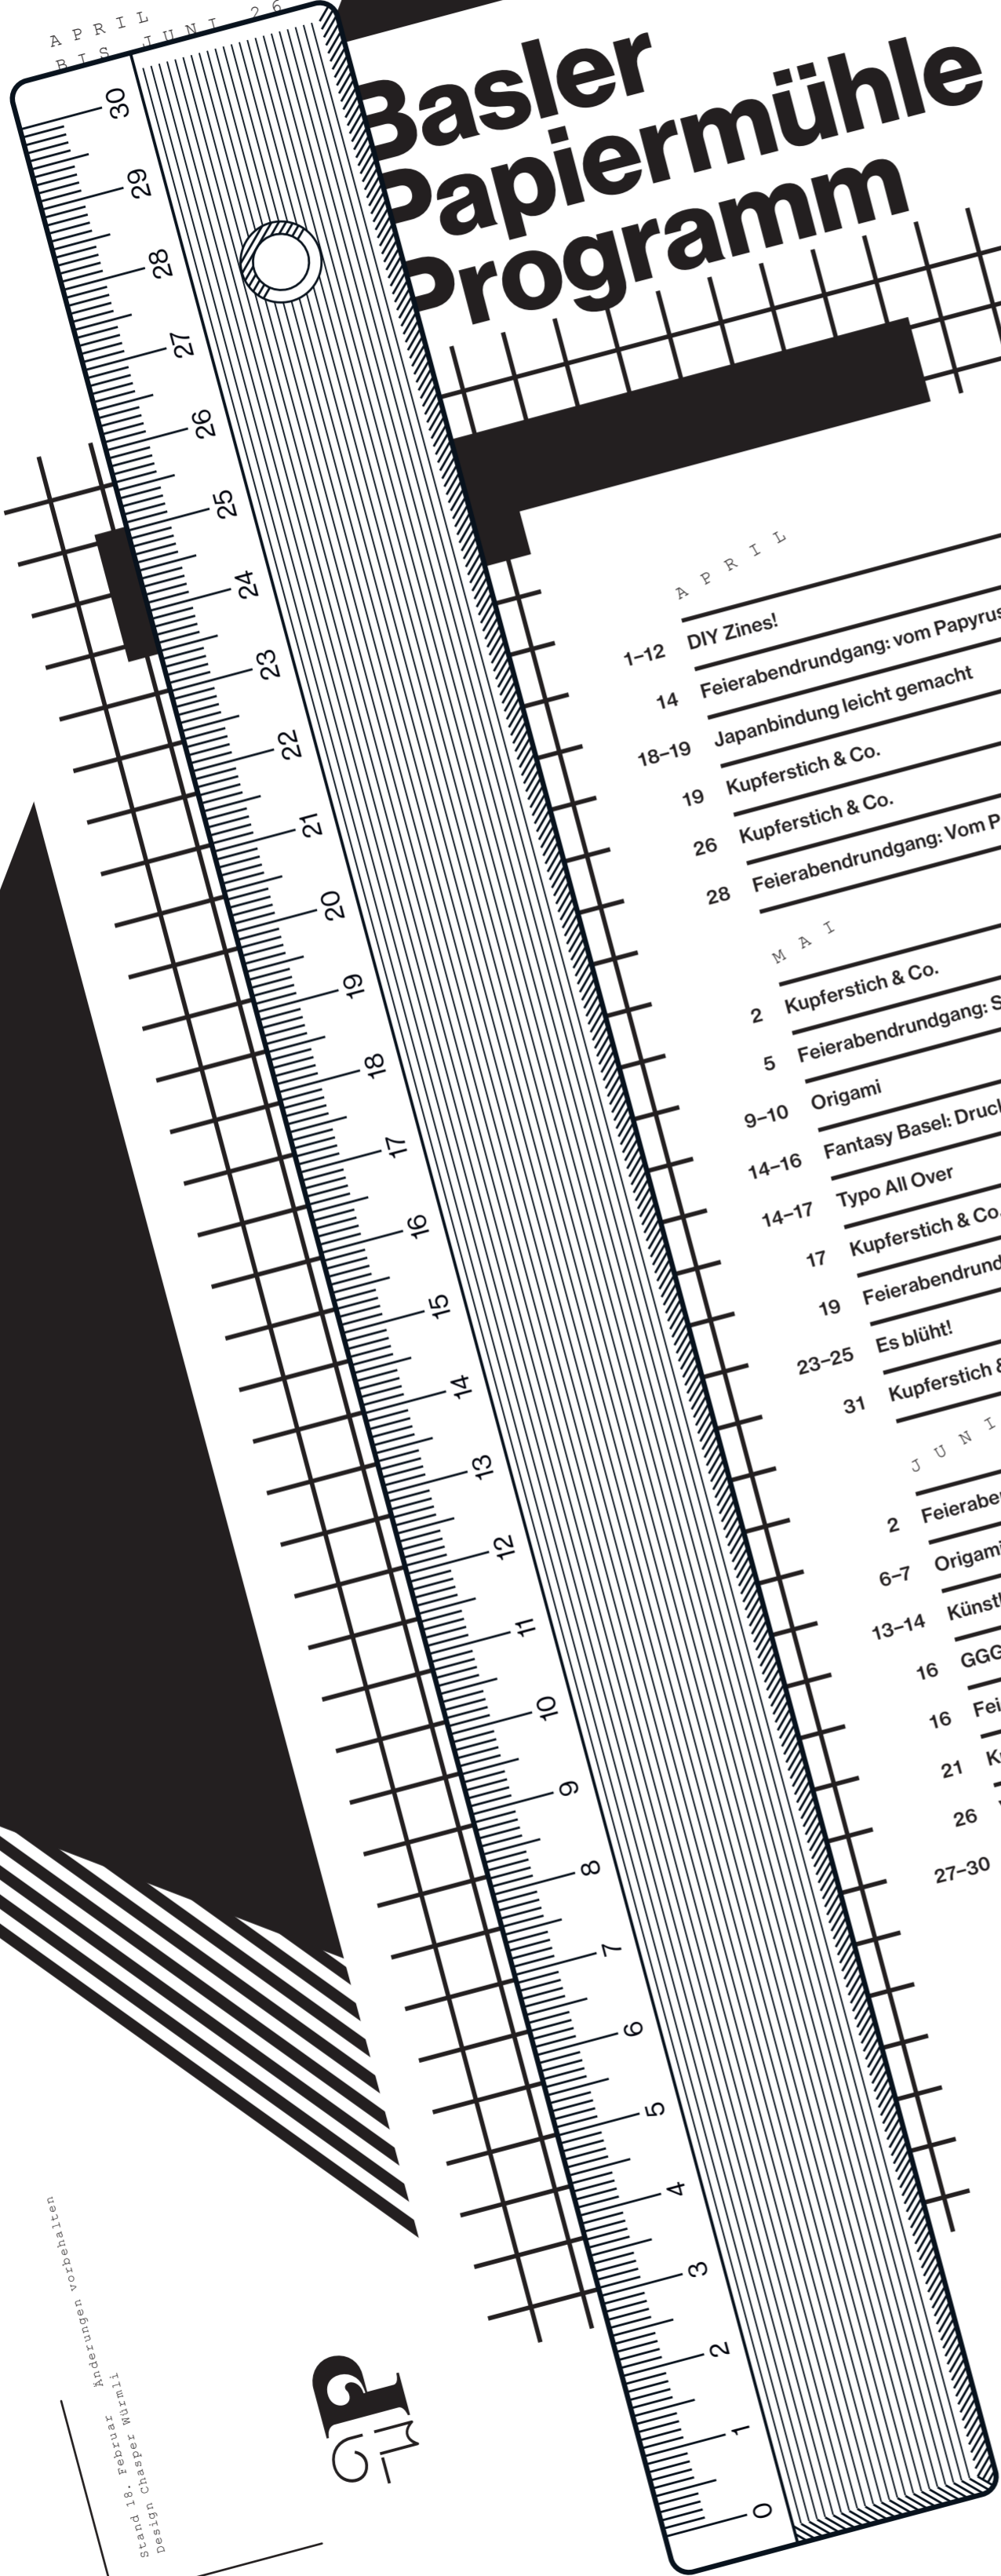 APRIL
BIS JUNI 26
Basler
Papiermühle
Programm
APRIL
1–12 DIY Zines!
14 Feierabendrundgang: vom Papyrus
18–19 Japanbindung leicht gemacht
19 Kupferstich & Co.
26 Kupferstich & Co.
28 Feierabendrundgang: Vom P
MAI
2 Kupferstich & Co.
5 Feierabendrundgang: S
9–10 Origami
14–16 Fantasy Basel: Druck
14–17 Typo All Over
17 Kupferstich & Co.
19 Feierabendrund
23–25 Es blüht!
31 Kupferstich &
JUNI
2 Feieraben
6–7 Origami
13–14 Künstl
16 GGG
16 Fei
21
26
27–30
30
29
28
27
26
25
24
23
22
21
20
19
18
17
16
15
14
13
12
11
10
9
8
7
6
5
4
3
2
1
0
Stand 18. Februar Änderungen vorbehalten
Design Chasper Würmli